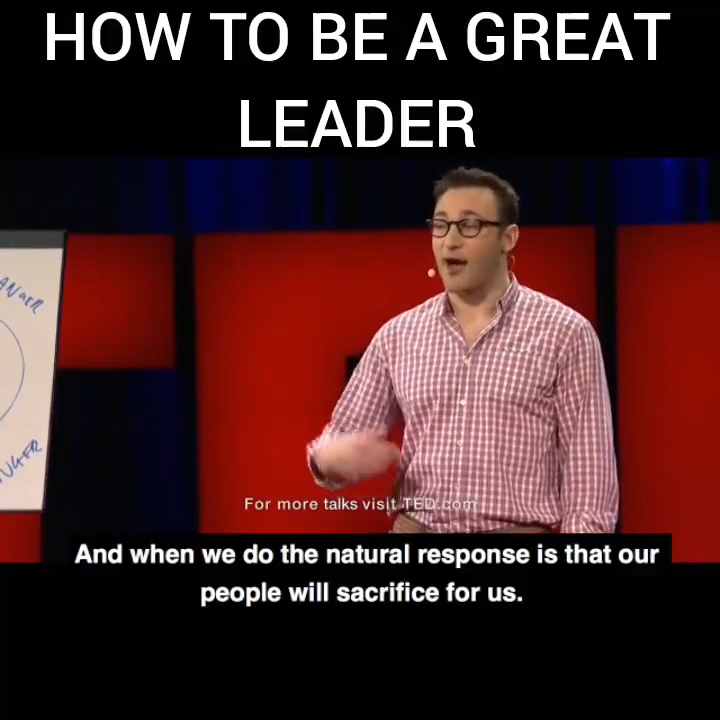 HOW TO BE A GREAT
LEADER
For more talks visit TED.com
And when we do the natural response is that our
people will sacrifice for us.